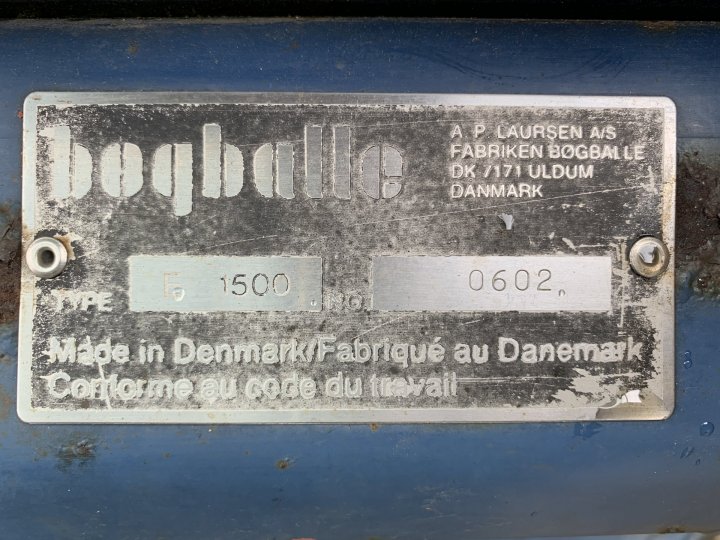 bogballe
A. P. LAURSEN A/S
FABRIKEN BØGBALLE
DK 7171 ULDUM
DANMARK
TYPE E 1500 NO. 0602
Made in Denmark/Fabriqué au Danemark
Conforme au code du travail